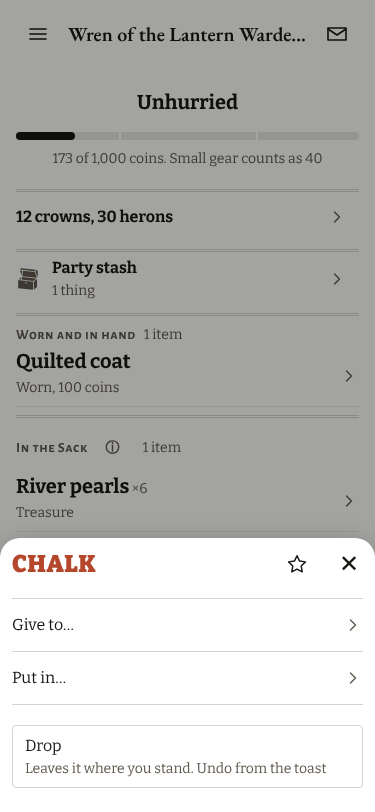 Wren of the Lantern Warde...
Unhurried
173 of 1,000 coins. Small gear counts as 40
12 crowns, 30 herons
Party stash
1 thing
WORN AND IN HAND 1 item
Quilted coat
Worn, 100 coins
IN THE SACK 1 item
River pearls ×6
Treasure
CHALK
Give to...
Put in...
Drop
Leaves it where you stand. Undo from the toast